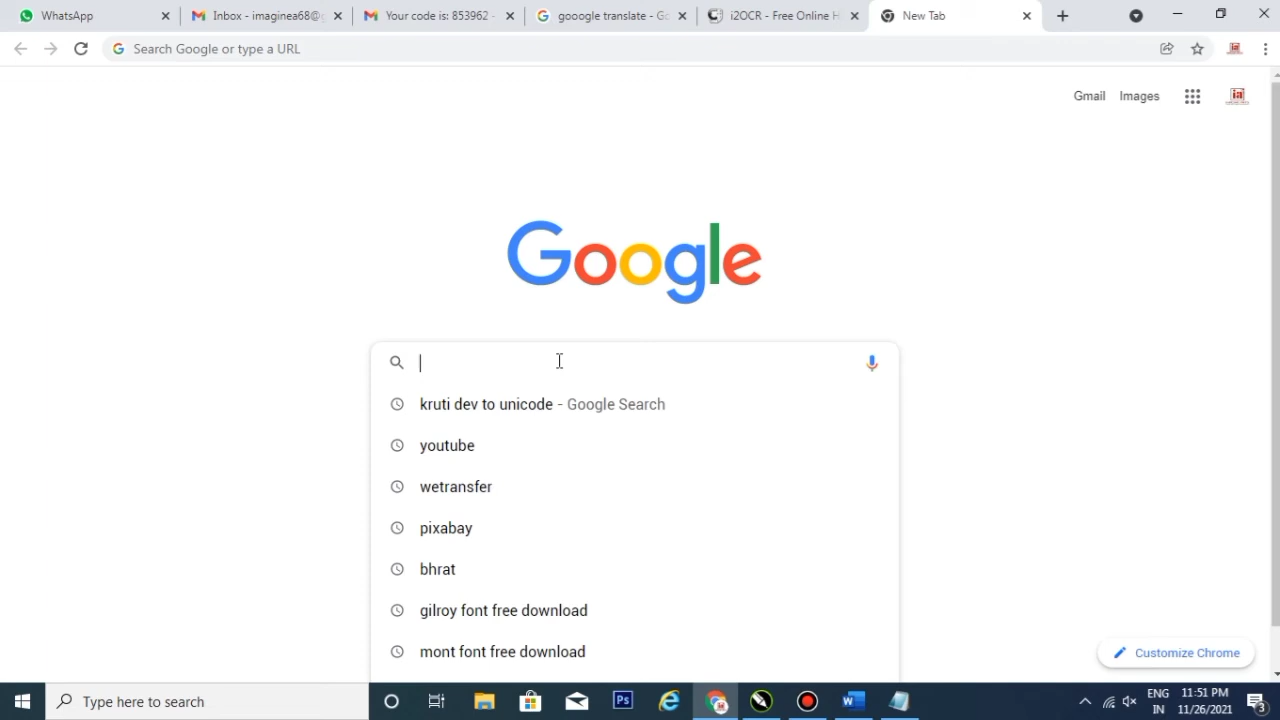 WhatsApp
Inbox - imaginea68@g
Your code is: 853962 -
gooogle translate - Go
i2OCR - Free Online H
New Tab
Search Google or type a URL
Gmail
Images
Google
kruti dev to unicode - Google Search
youtube
wetransfer
pixabay
bhrat
gilroy font free download
mont font free download
Customize Chrome
Type here to search
Ps
ENG
IN
11:51 PM
11/26/2021
3